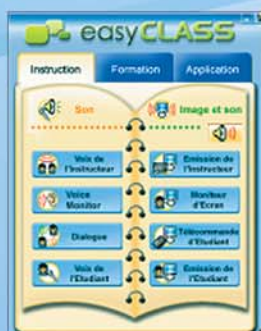 easyCLASS
Instruction
Formation
Application
Son
Image et son
Voix de
l'Instructeur
Emission de
l'Instructeur
Voice
Monitor
Moniteur
d'Ecran
Dialogue
Télécommande
d'Etudiant
Voix de
l'Etudiant
Emission de
l'Etudiant